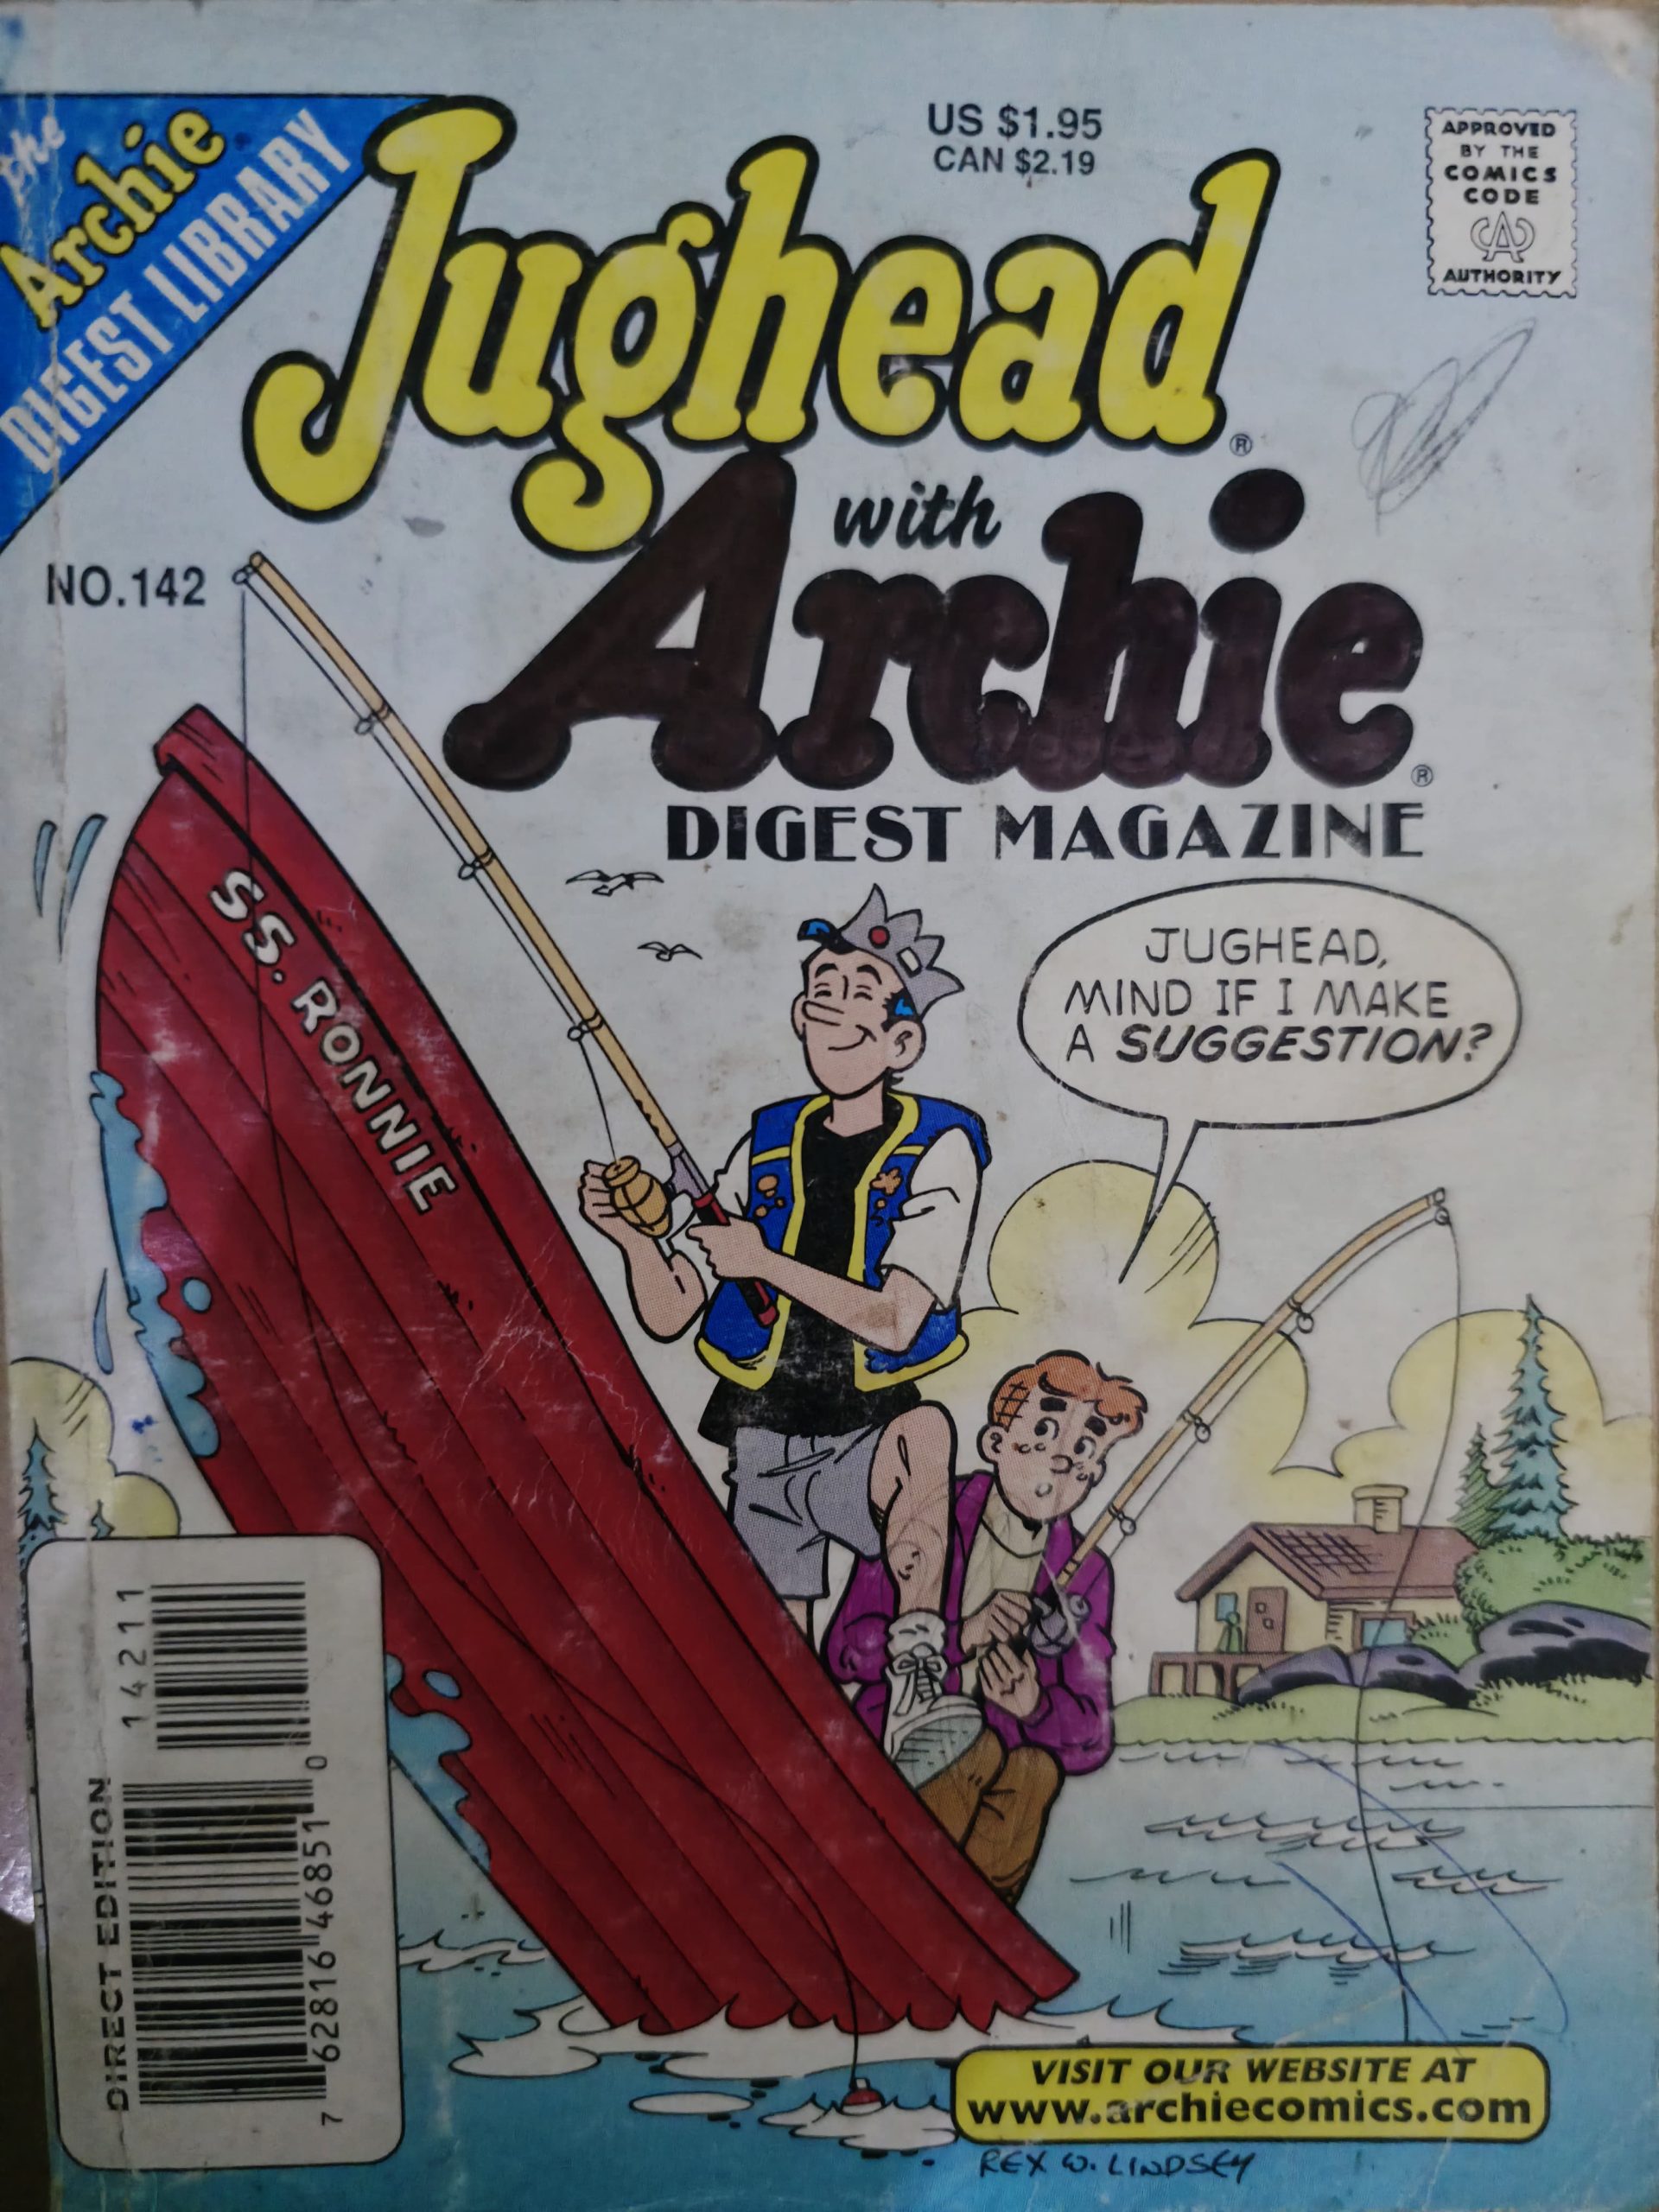 the
Archie
DIGEST LIBRARY
US $1.95
CAN $2.19
APPROVED
BY THE
COMICS
CODE
CA
AUTHORITY
Jughead®
with
Archie®
DIGEST MAGAZINE
NO.142
SS. RONNIE
JUGHEAD,
MIND IF I MAKE
A SUGGESTION?
DIRECT EDITION
14211
7 62816 46851 0
VISIT OUR WEBSITE AT
www.archiecomics.com
REX W. LINDSEY